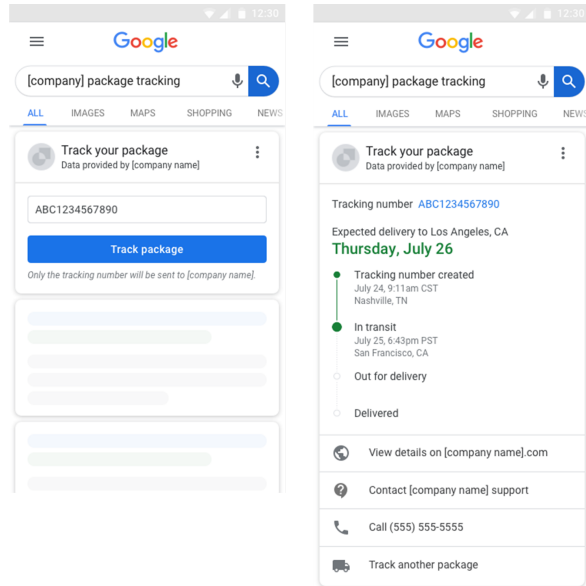 12:30
Google
[company] package tracking
ALL IMAGES MAPS SHOPPING NEWS
Track your package
Data provided by [company name]
ABC1234567890
Track package
Only the tracking number will be sent to [company name].
12:30
Google
[company] package tracking
ALL IMAGES MAPS SHOPPING NEWS
Track your package
Data provided by [company name]
Tracking number ABC1234567890
Expected delivery to Los Angeles, CA
Thursday, July 26
Tracking number created
July 24, 9:11am CST
Nashville, TN
In transit
July 25, 6:43pm PST
San Francisco, CA
Out for delivery
Delivered
View details on [company name].com
Contact [company name] support
Call (555) 555-5555
Track another package